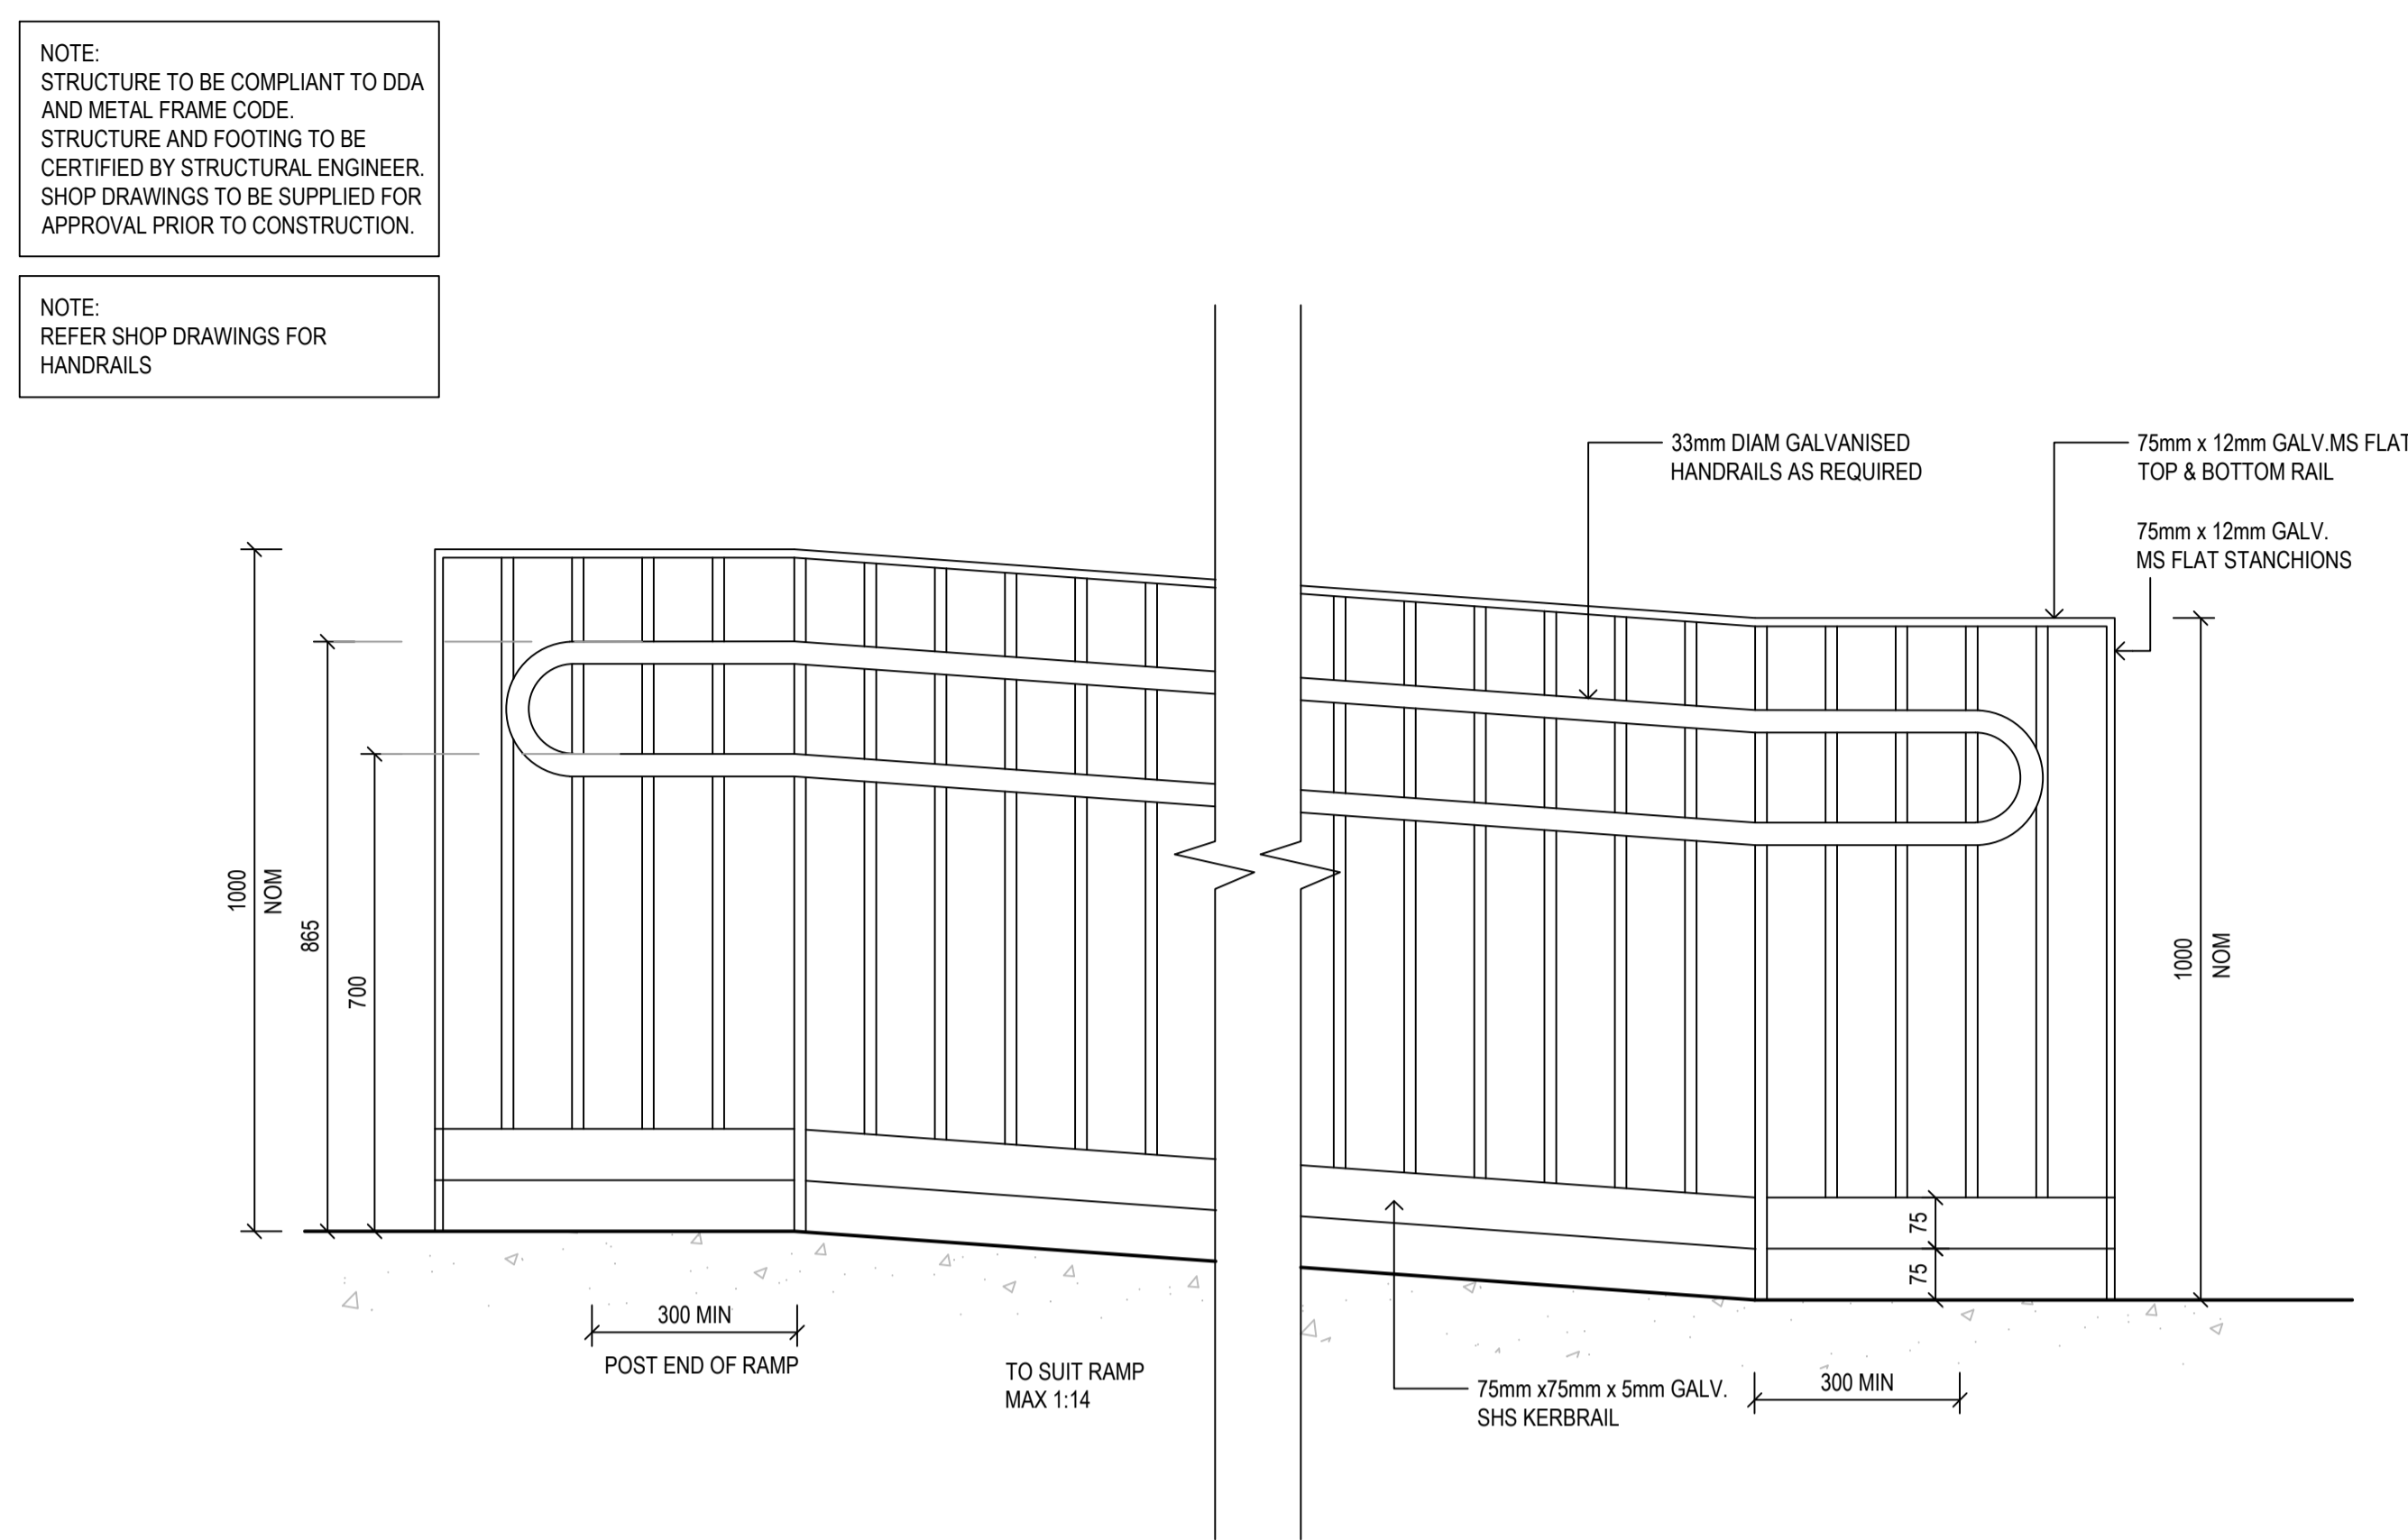 NOTE:
STRUCTURE TO BE COMPLIANT TO DDA
AND METAL FRAME CODE.
STRUCTURE AND FOOTING TO BE
CERTIFIED BY STRUCTURAL ENGINEER.
SHOP DRAWINGS TO BE SUPPLIED FOR
APPROVAL PRIOR TO CONSTRUCTION.
NOTE:
REFER SHOP DRAWINGS FOR
HANDRAILS
33mm DIAM GALVANISED
HANDRAILS AS REQUIRED
75mm x 12mm GALV.MS FLAT
TOP & BOTTOM RAIL
75mm x 12mm GALV.
MS FLAT STANCHIONS
1000
NOM
865
700
1000
NOM
75
75
300 MIN
POST END OF RAMP
TO SUIT RAMP
MAX 1:14
75mm x75mm x 5mm GALV.
SHS KERBRAIL
300 MIN